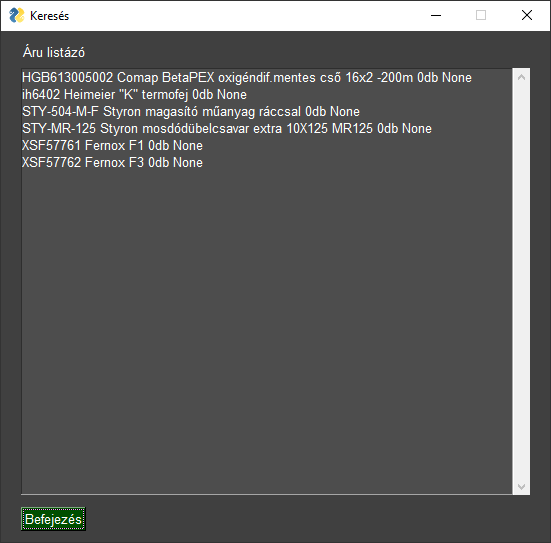 Keresés
Áru listázó
HGB613005002 Comap BetaPEX oxigéndif.mentes cső 16x2 -200m 0db None
ih6402 Heimeier "K" termofej 0db None
STY-504-M-F Styron magasító műanyag ráccsal 0db None
STY-MR-125 Styron mosdódübelcsavar extra 10X125 MR125 0db None
XSF57761 Fernox F1 0db None
XSF57762 Fernox F3 0db None
Befejezés